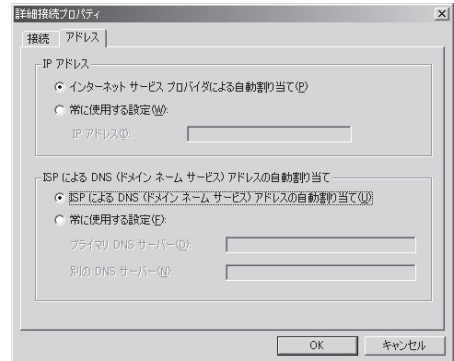 詳細接続プロパティ
接続 アドレス
IP アドレス
インターネット サービス プロバイダによる自動割り当て(P)
常に使用する設定(W):
IP アドレス(I):
ISP による DNS (ドメイン ネーム サービス) アドレスの自動割り当て
ISP による DNS (ドメイン ネーム サービス) アドレスの自動割り当て(U)
常に使用する設定(F):
プライマリ DNS サーバー(D):
別の DNS サーバー(N):
OK キャンセル